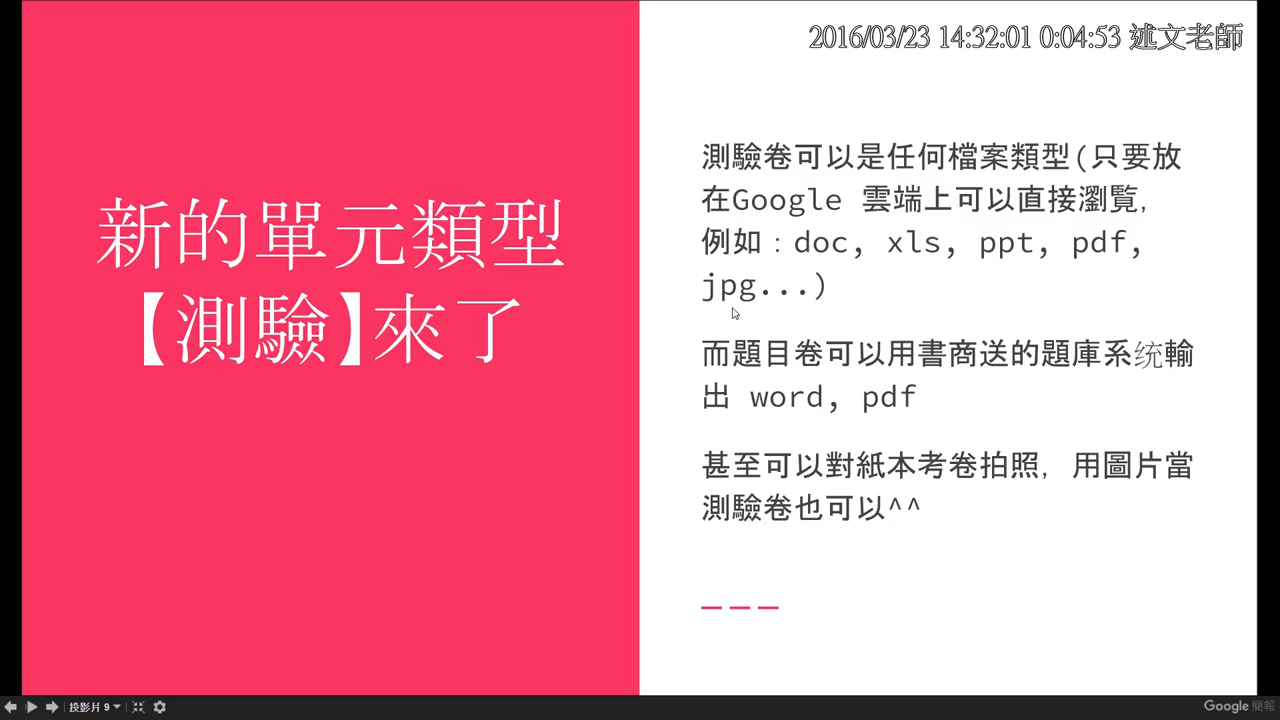 2016/03/23 14:32:01 0:04:53 述文老師
新的單元類型
【測驗】來了
測驗卷可以是任何檔案類型(只要放
在Google 雲端上可以直接瀏覽,
例如：doc, xls, ppt, pdf,
jpg...)
而題目卷可以用書商送的題庫系统輸
出 word, pdf
甚至可以對紙本考卷拍照, 用圖片當
測驗卷也可以^^
投影片 9
Google 簡報